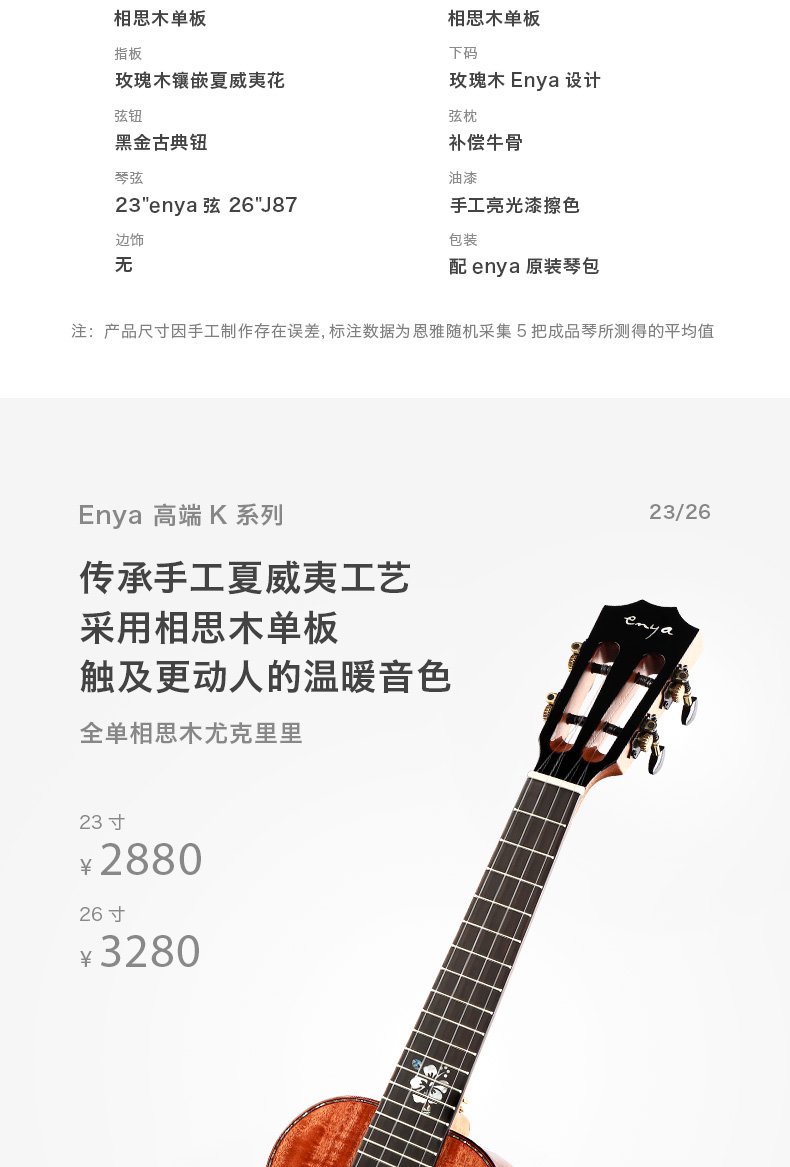 相思木单板 相思木单板
指板 下码
玫瑰木镶嵌夏威夷花 玫瑰木 Enya 设计
弦钮 弦枕
黑金古典钮 补偿牛骨
琴弦 油漆
23"enya 弦 26"J87 手工亮光漆擦色
边饰 包装
无 配 enya 原装琴包
注：产品尺寸因手工制作存在误差, 标注数据为恩雅随机采集 5 把成品琴所测得的平均值
Enya 高端 K 系列 23/26
传承手工夏威夷工艺
采用相思木单板
触及更动人的温暖音色
全单相思木尤克里里
enya
23 寸
¥ 2880
26 寸
¥ 3280